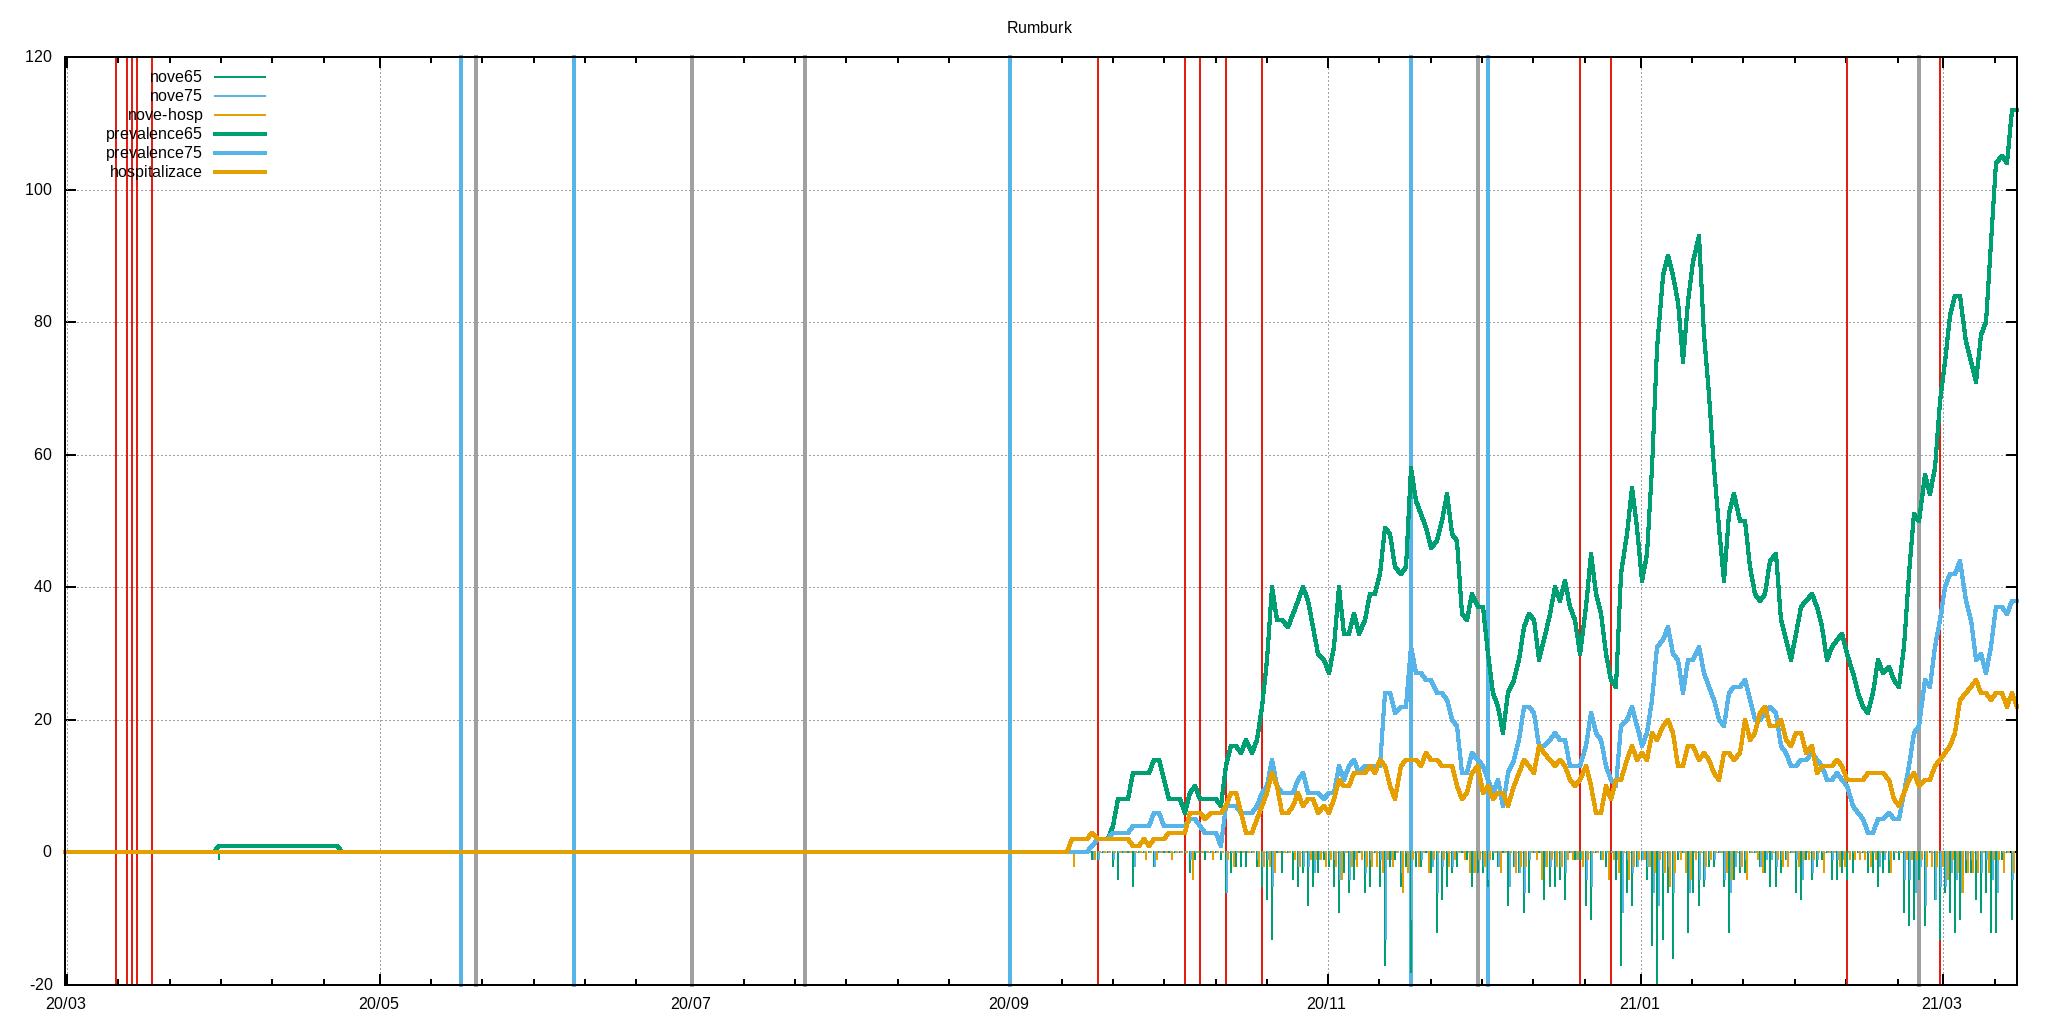 Rumburk
120
100
80
60
40
20
0
-20
nove65
nove75
nove-hosp
prevalence65
prevalence75
hospitalizace
20/03 20/05 20/07 20/09 20/11 21/01 21/03